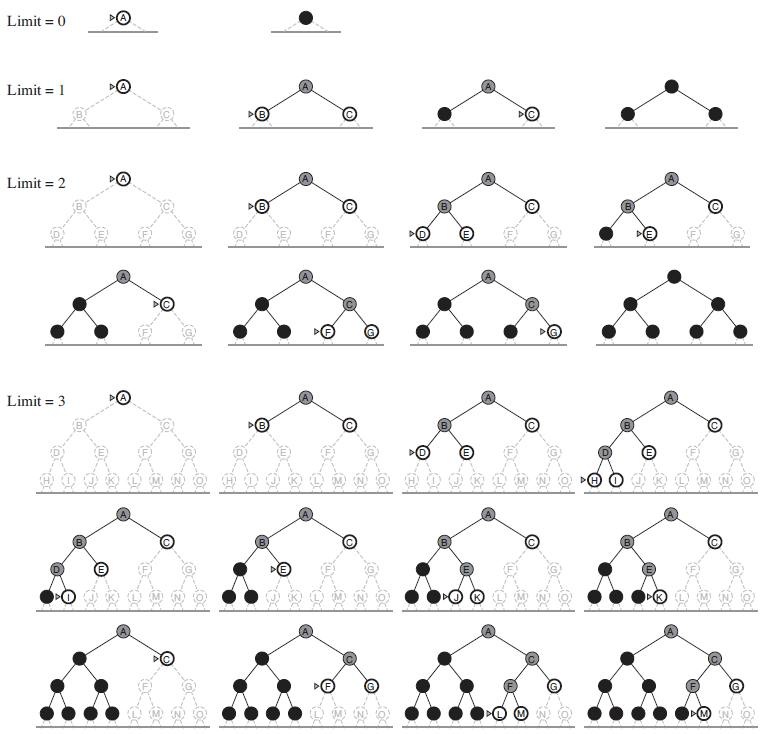 Limit = 0 A
Limit = 1 A A A
B C B C C
Limit = 2 A A A A
B C B C B C B C
D E F G D E F G D E F G E F G
A A A
C C C
F G F G G
Limit = 3 A A A A
B C B C B C B C
D E F G D E F G D E F G D E F G
H I J K L M N O H I J K L M N O H I J K L M N O H I J K L M N O
A A A A
B C B C B C B C
D E F G E F G E F G E F G
I J K L M N O J K L M N O J K L M N O K L M N O
A A A A
C C C C
F G F G F G F G
L M N O L M N O L M N O M N O